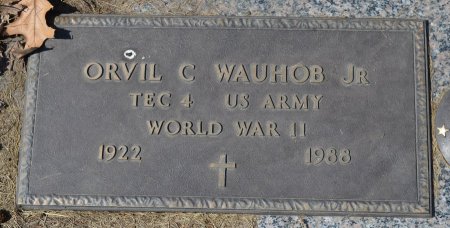 ORVIL C WAUHOB JR
TEC 4 US ARMY
WORLD WAR II
1922 1988